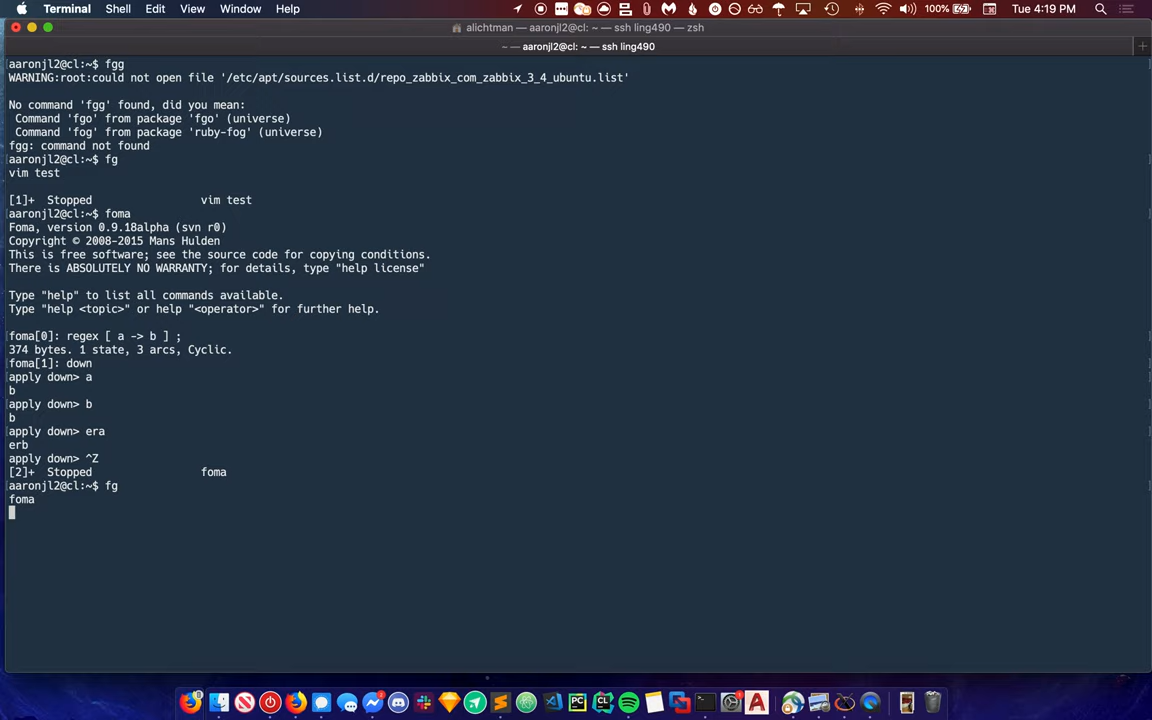 Terminal Shell Edit View Window Help 100% Tue 4:19 PM
alichtman — aaronjl2@cl: ~ — ssh ling490 — zsh
~ — aaronjl2@cl: ~ — ssh ling490
aaronjl2@cl:~$ fgg
WARNING:root:could not open file '/etc/apt/sources.list.d/repo_zabbix_com_zabbix_3_4_ubuntu.list'
No command 'fgg' found, did you mean:
Command 'fgo' from package 'fgo' (universe)
Command 'fog' from package 'ruby-fog' (universe)
fgg: command not found
aaronjl2@cl:~$ fg
vim test
[1]+ Stopped vim test
aaronjl2@cl:~$ foma
Foma, version 0.9.18alpha (svn r0)
Copyright © 2008-2015 Mans Hulden
This is free software; see the source code for copying conditions.
There is ABSOLUTELY NO WARRANTY; for details, type "help license"
Type "help" to list all commands available.
Type "help <topic>" or help "<operator>" for further help.
foma[0]: regex [ a -> b ] ;
374 bytes. 1 state, 3 arcs, Cyclic.
foma[1]: down
apply down> a
b
apply down> b
b
apply down> era
erb
apply down> ^Z
[2]+ Stopped foma
aaronjl2@cl:~$ fg
foma